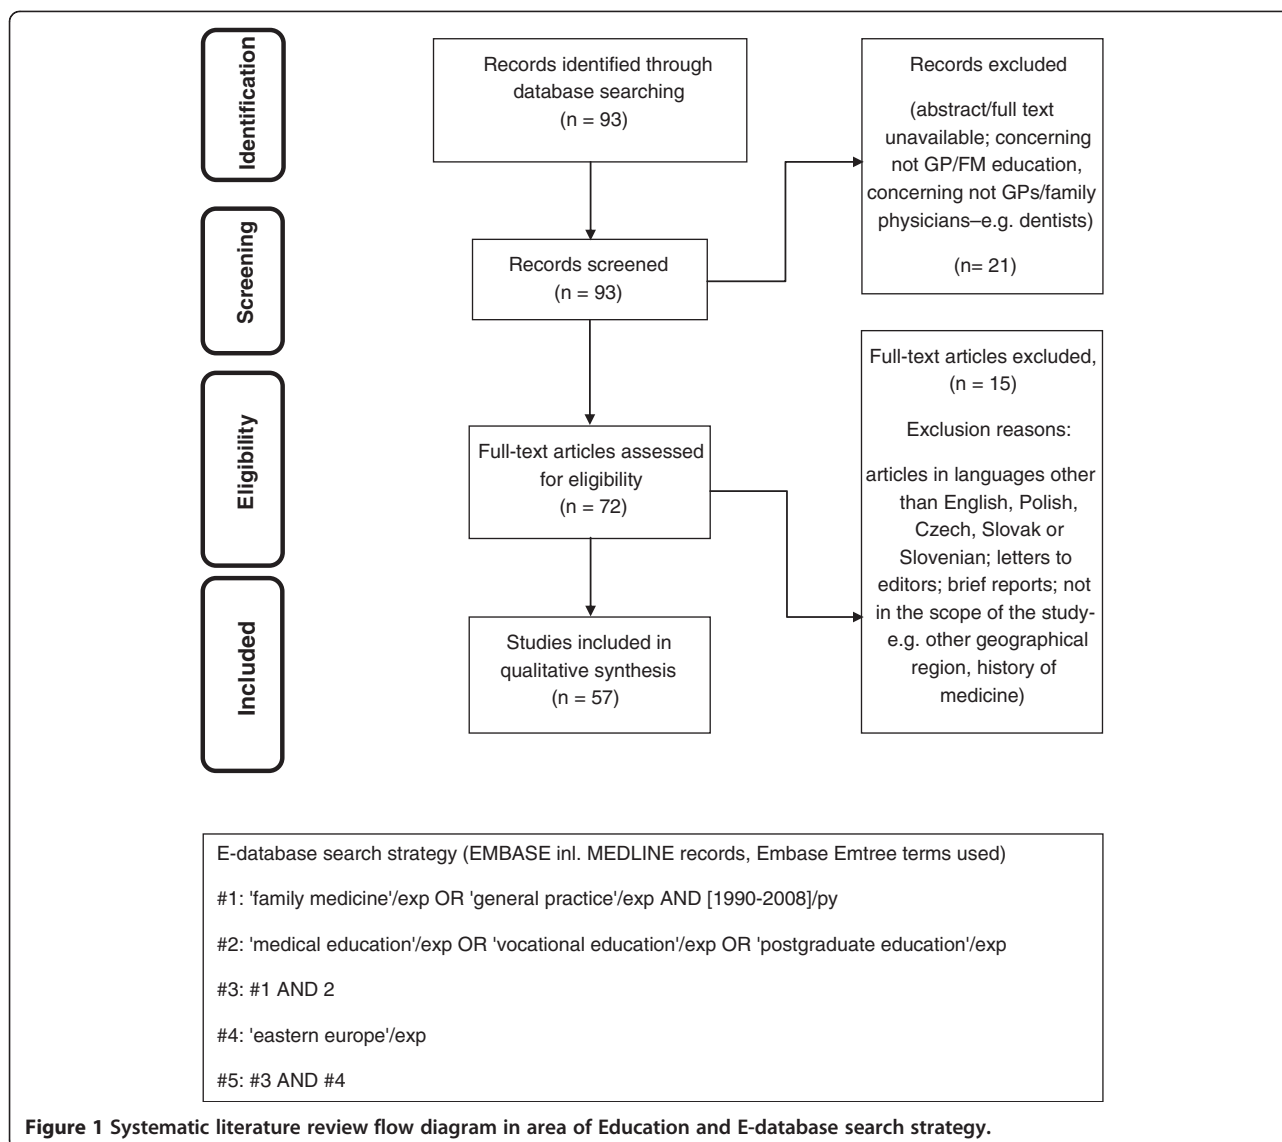 Identification
Records identified through
database searching
(n = 93)
Records excluded
(abstract/full text
unavailable; concerning
not GP/FM education,
concerning not GPs/family
physicians–e.g. dentists)
(n= 21)
Screening
Records screened
(n = 93)
Eligibility
Full-text articles assessed
for eligibility
(n = 72)
Full-text articles excluded,
(n = 15)
Exclusion reasons:
articles in languages other
than English, Polish,
Czech, Slovak or
Slovenian; letters to
editors; brief reports; not
in the scope of the study-
e.g. other geographical
region, history of
medicine)
Included
Studies included in
qualitative synthesis
(n = 57)
E-database search strategy (EMBASE inl. MEDLINE records, Embase Emtree terms used)
#1: 'family medicine'/exp OR 'general practice'/exp AND [1990-2008]/py
#2: 'medical education'/exp OR 'vocational education'/exp OR 'postgraduate education'/exp
#3: #1 AND 2
#4: 'eastern europe'/exp
#5: #3 AND #4
Figure 1 Systematic literature review flow diagram in area of Education and E-database search strategy.